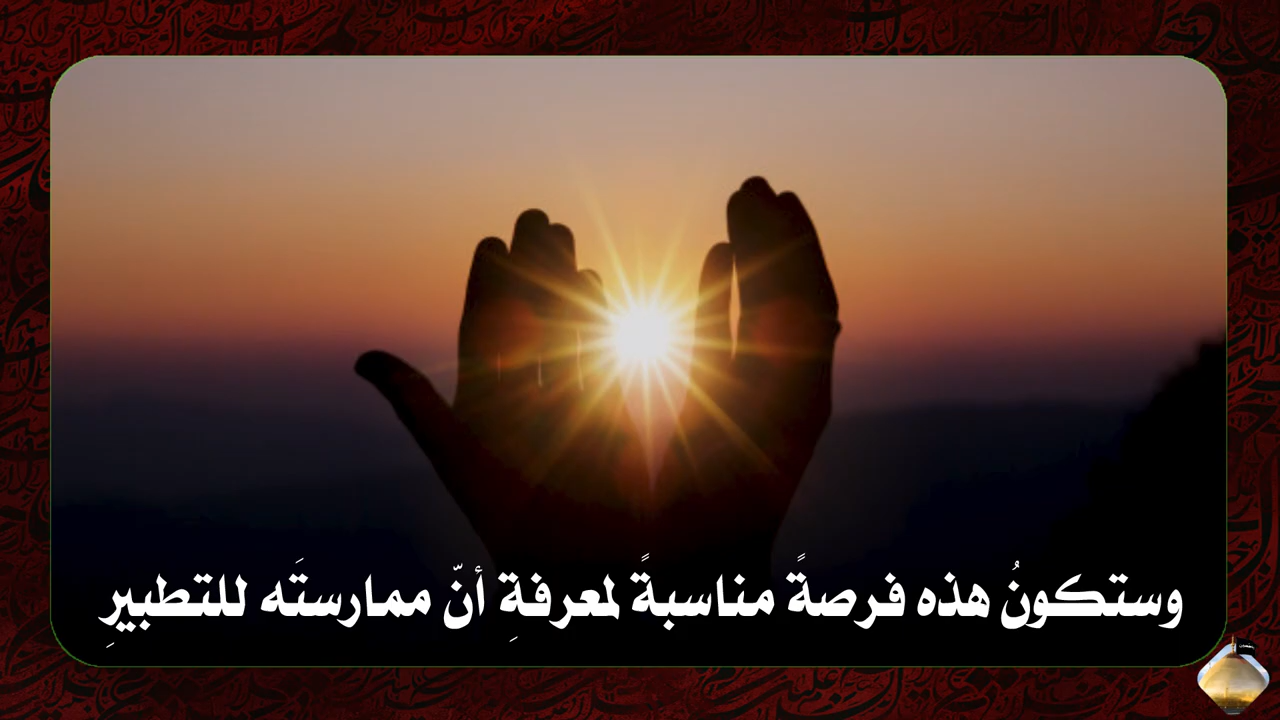 وستكونُ هذه فرصةً مناسبةً لمعرفةِ أنّ ممارستَه للتطبيرِ